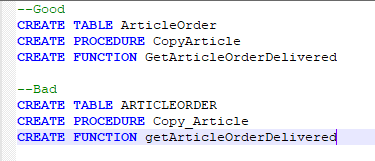 --Good
CREATE TABLE ArticleOrder
CREATE PROCEDURE CopyArticle
CREATE FUNCTION GetArticleOrderDelivered
--Bad
CREATE TABLE ARTICLEORDER
CREATE PROCEDURE Copy_Article
CREATE FUNCTION getArticleOrderDelivered